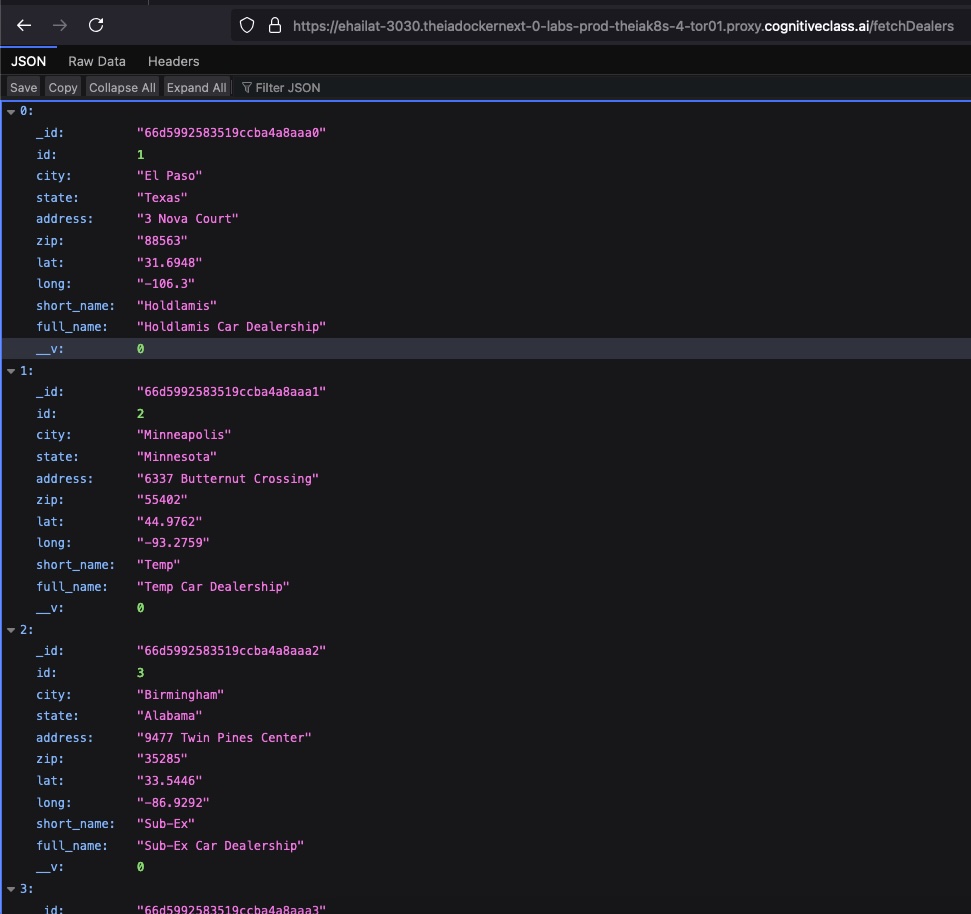 https://ehailat-3030.theiadockernext-0-labs-prod-theiak8s-4-tor01.proxy.cognitiveclass.ai/fetchDealers
JSON Raw Data Headers
Save Copy Collapse All Expand All Filter JSON
0:
_id: "66d5992583519ccba4a8aaa0"
id: 1
city: "El Paso"
state: "Texas"
address: "3 Nova Court"
zip: "88563"
lat: "31.6948"
long: "-106.3"
short_name: "Holdlamis"
full_name: "Holdlamis Car Dealership"
__v: 0
1:
_id: "66d5992583519ccba4a8aaa1"
id: 2
city: "Minneapolis"
state: "Minnesota"
address: "6337 Butternut Crossing"
zip: "55402"
lat: "44.9762"
long: "-93.2759"
short_name: "Temp"
full_name: "Temp Car Dealership"
__v: 0
2:
_id: "66d5992583519ccba4a8aaa2"
id: 3
city: "Birmingham"
state: "Alabama"
address: "9477 Twin Pines Center"
zip: "35285"
lat: "33.5446"
long: "-86.9292"
short_name: "Sub-Ex"
full_name: "Sub-Ex Car Dealership"
__v: 0
3:
_id: "66d5992583519ccba4a8aaa3"